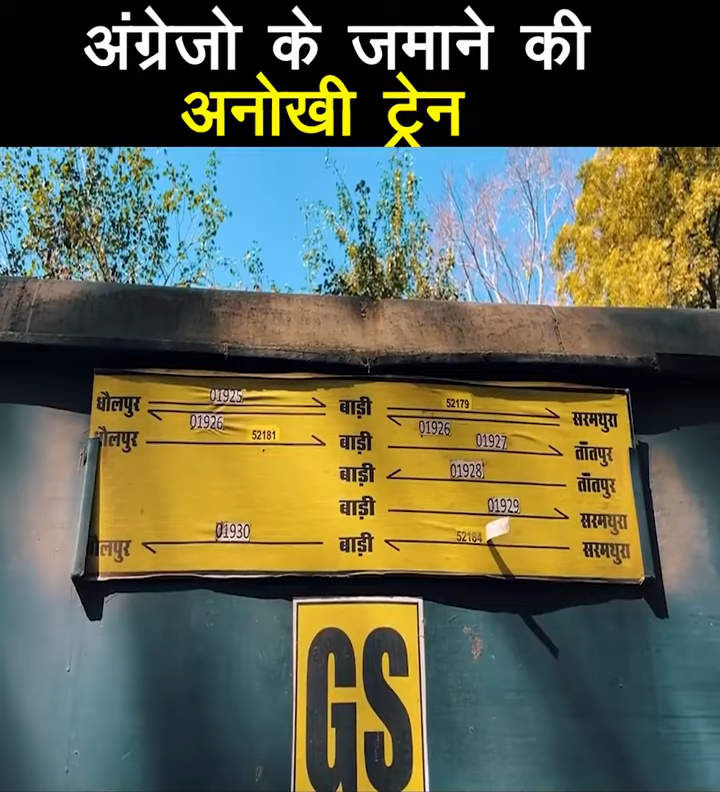 अंग्रेजो के जमाने की
अनोखी ट्रेन
धौलपुर 01925 बाड़ी 52179 सरमथुरा
01926 01926
धौलपुर 52181 बाड़ी 01927 ताँतपुर
बाड़ी 01928 ताँतपुर
बाड़ी 01929 सरमथुरा
धौलपुर 01930 बाड़ी 52184 सरमथुरा
GS